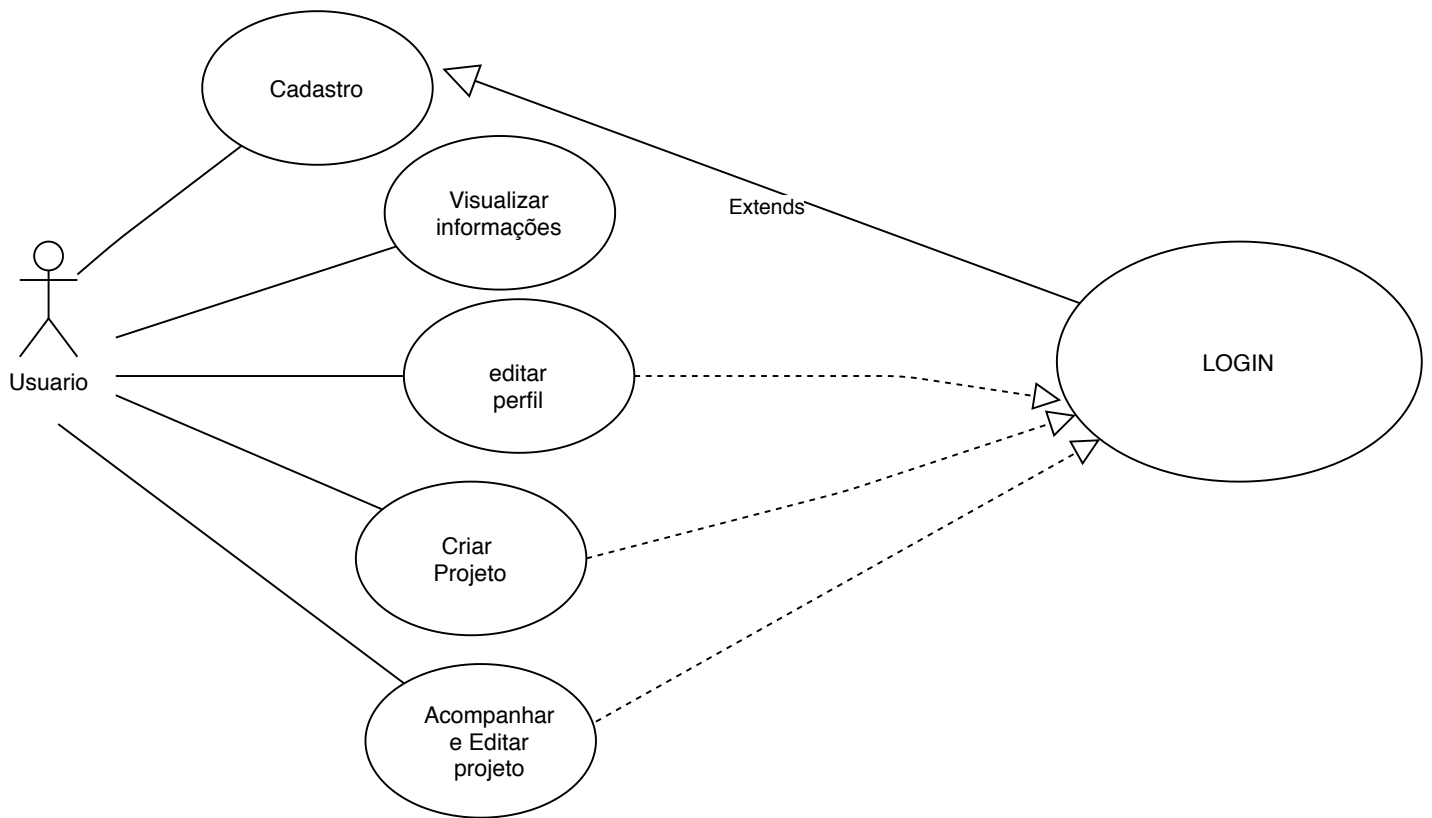 Cadastro
Visualizar
informações
Extends
Usuario
editar
perfil
LOGIN
Criar
Projeto
Acompanhar
e Editar
projeto